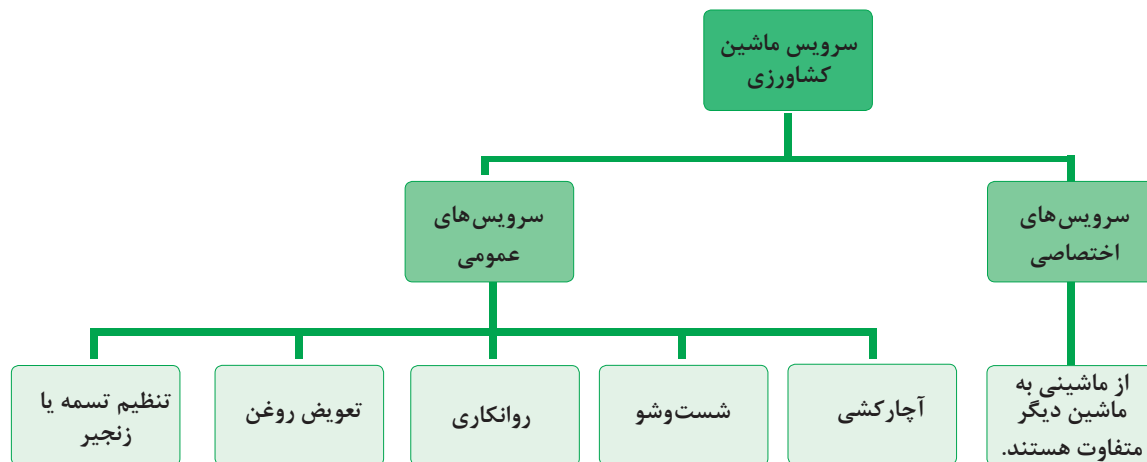 سرویس ماشین
کشاورزی
سرویس‌های
اختصاصی
سرویس‌های
عمومی
از ماشینی به
ماشین دیگر
متفاوت هستند.
آچارکشی
شست‌وشو
روانکاری
تعویض روغن
تنظیم تسمه یا
زنجیر